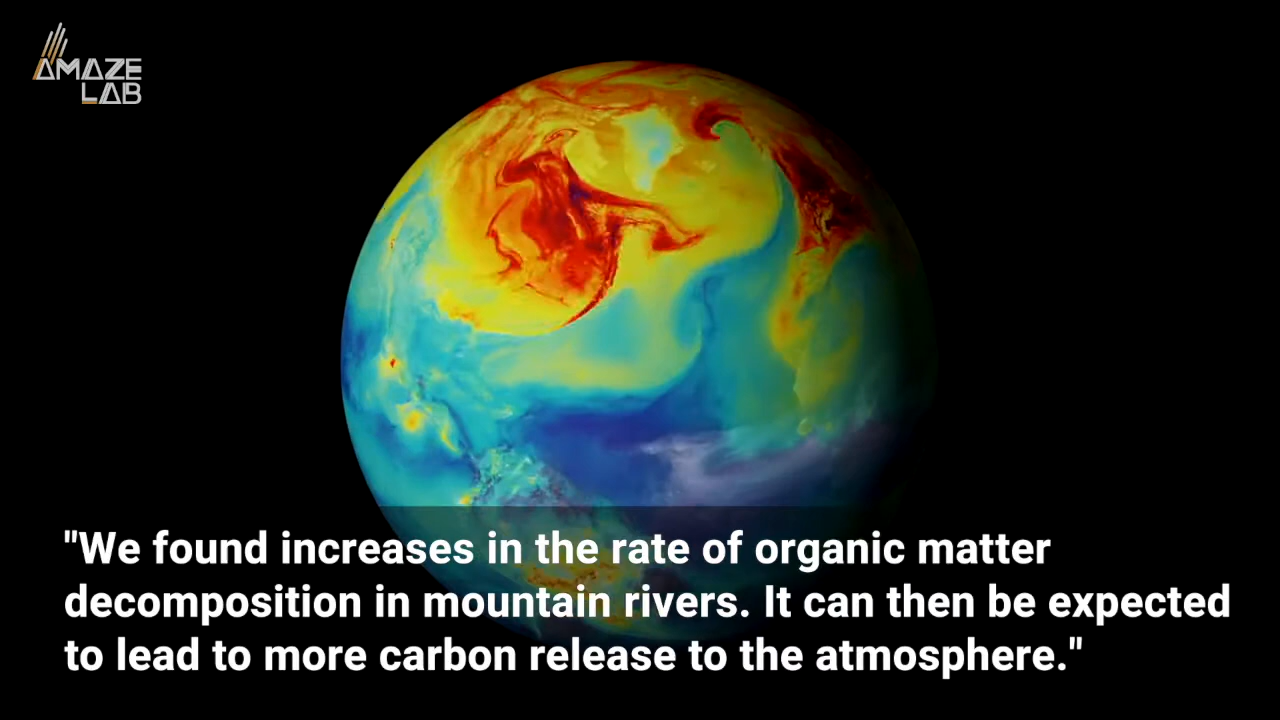 AMAZE
LAB
"We found increases in the rate of organic matter
decomposition in mountain rivers. It can then be expected
to lead to more carbon release to the atmosphere."